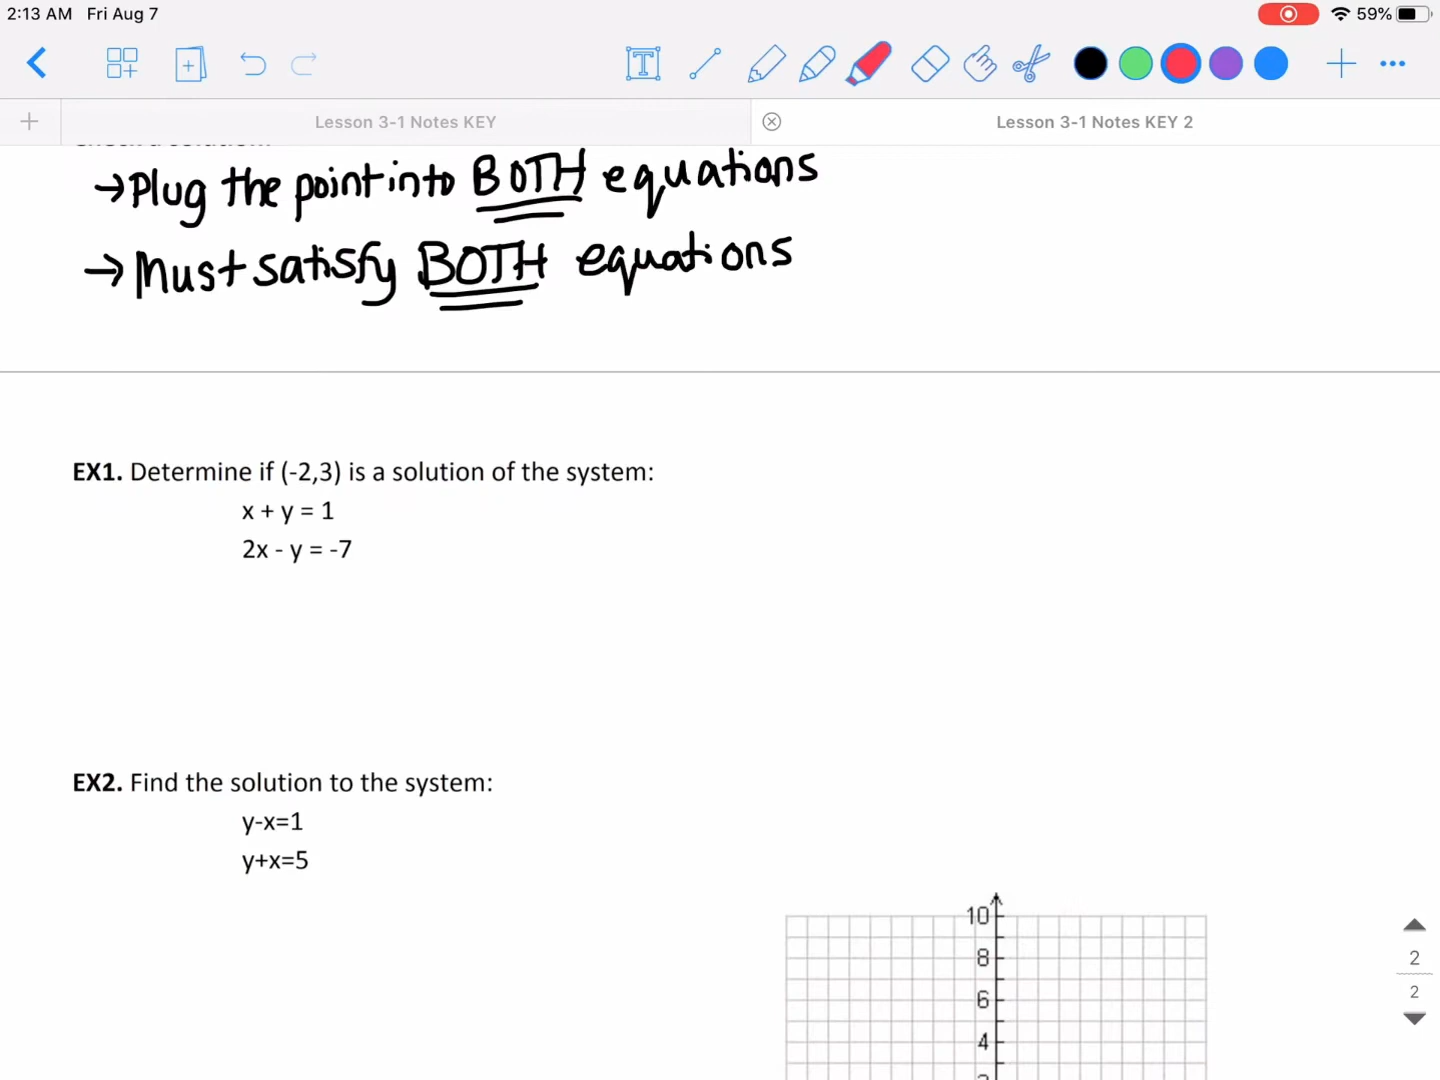 2:13 AM Fri Aug 7
59%
Lesson 3-1 Notes KEY
Lesson 3-1 Notes KEY 2
→Plug the point into BOTH equations
→Must satisfy BOTH equations
EX1. Determine if (-2,3) is a solution of the system:
x + y = 1
2x - y = -7
EX2. Find the solution to the system:
y-x=1
y+x=5
10
8
6
4
2
2